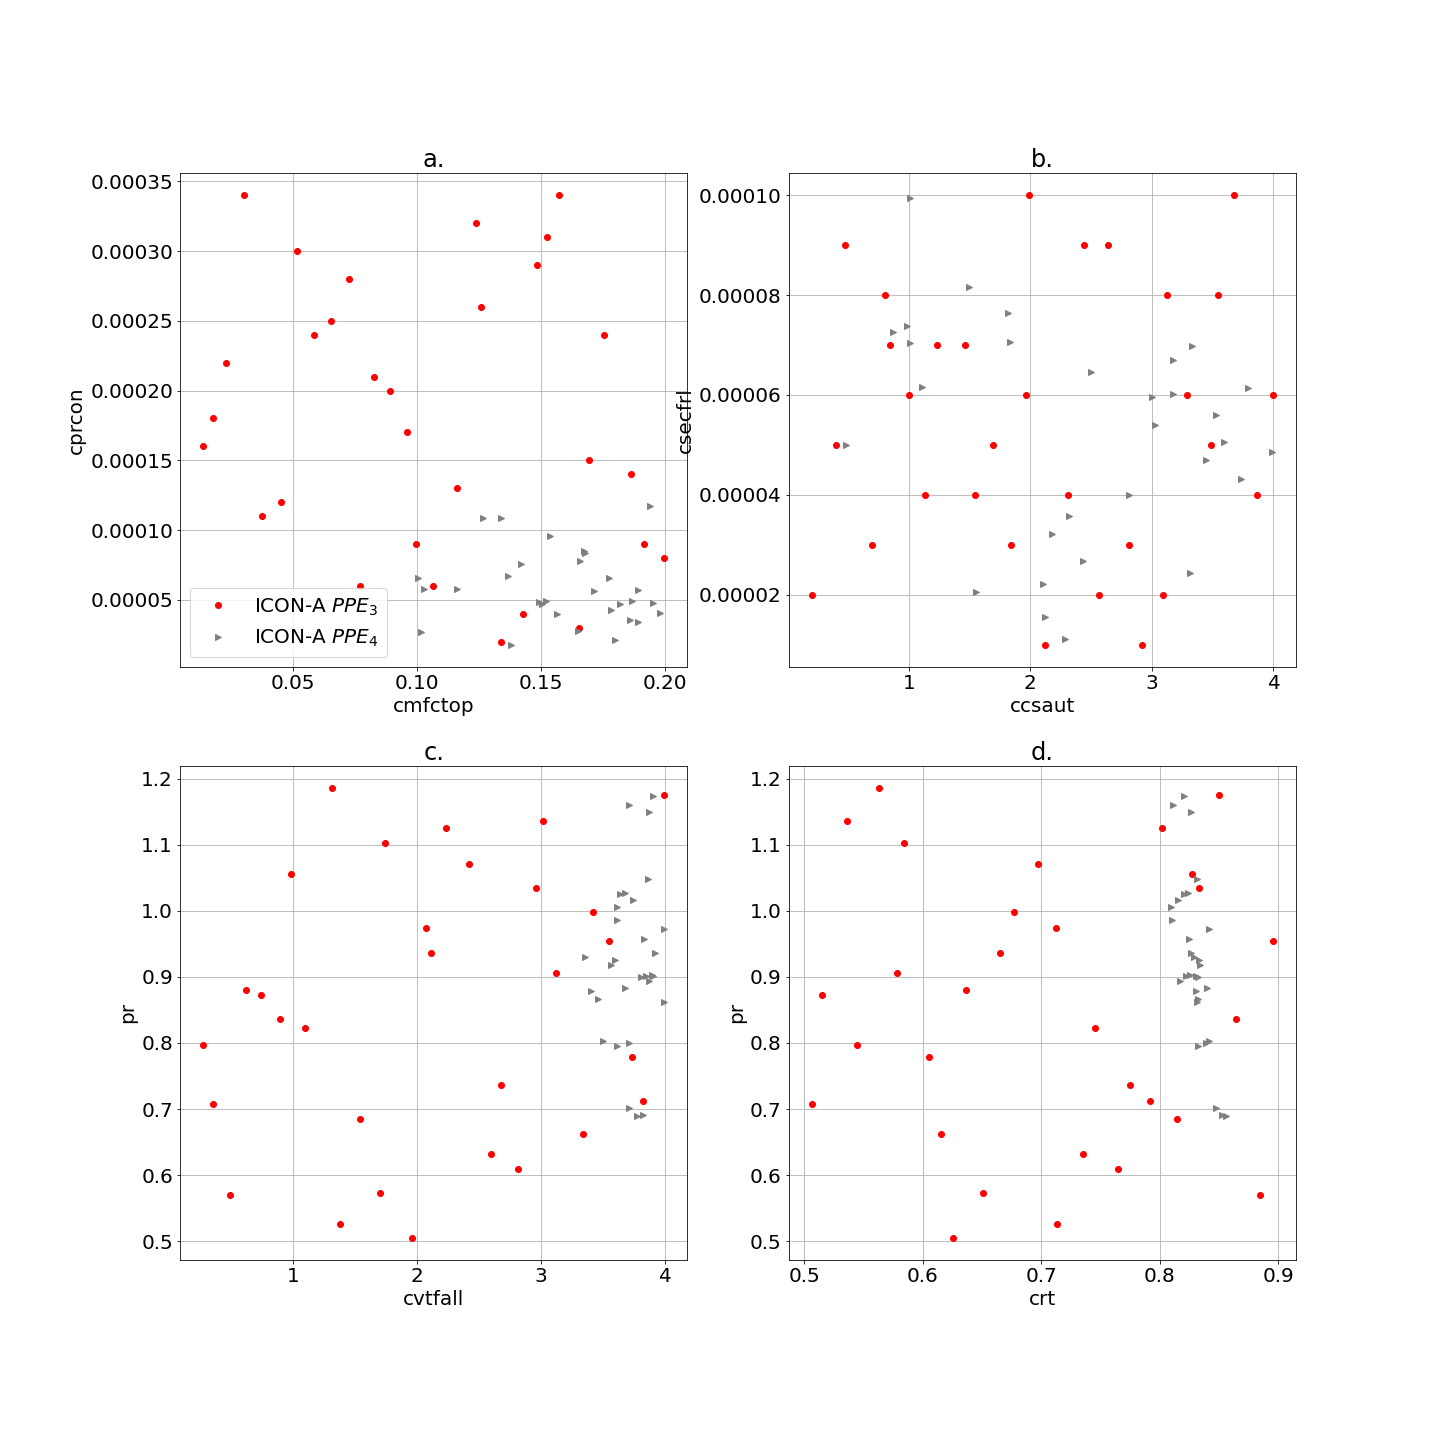 a.
0.00035
0.00030
0.00025
0.00020
0.00015
0.00010
0.00005
cprcon
ICON-A PPE₃
ICON-A PPE₄
0.05 0.10 0.15 0.20
cmfctop
b.
0.00010
0.00008
0.00006
0.00004
0.00002
csecfrl
1 2 3 4
ccsaut
c.
1.2
1.1
1.0
0.9
0.8
0.7
0.6
0.5
pr
1 2 3 4
cvtfall
d.
1.2
1.1
1.0
0.9
0.8
0.7
0.6
0.5
pr
0.5 0.6 0.7 0.8 0.9
crt